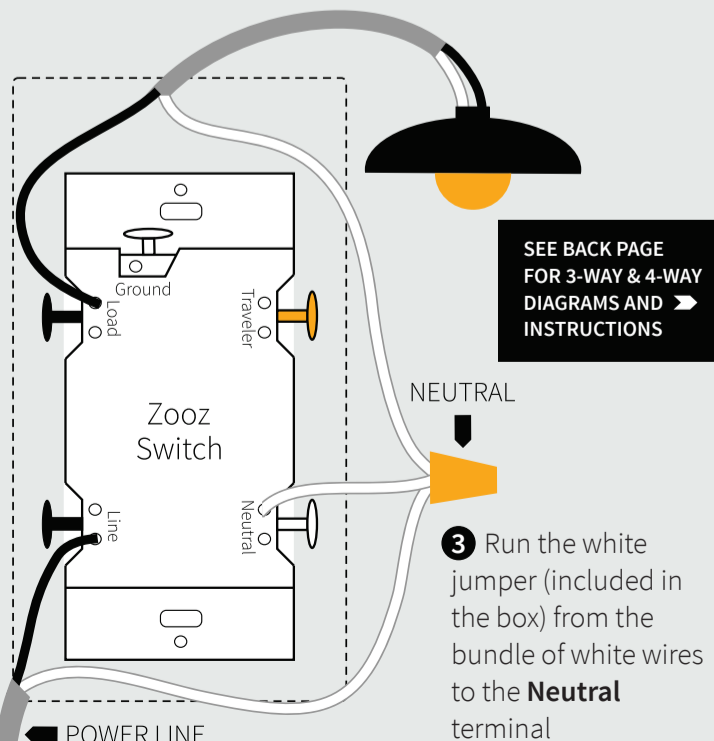 SEE BACK PAGE
FOR 3-WAY & 4-WAY
DIAGRAMS AND
INSTRUCTIONS
Ground
Load
Traveler
Zooz
Switch
NEUTRAL
Line
Neutral
3 Run the white
jumper (included in
the box) from the
bundle of white wires
to the Neutral
terminal
POWER LINE